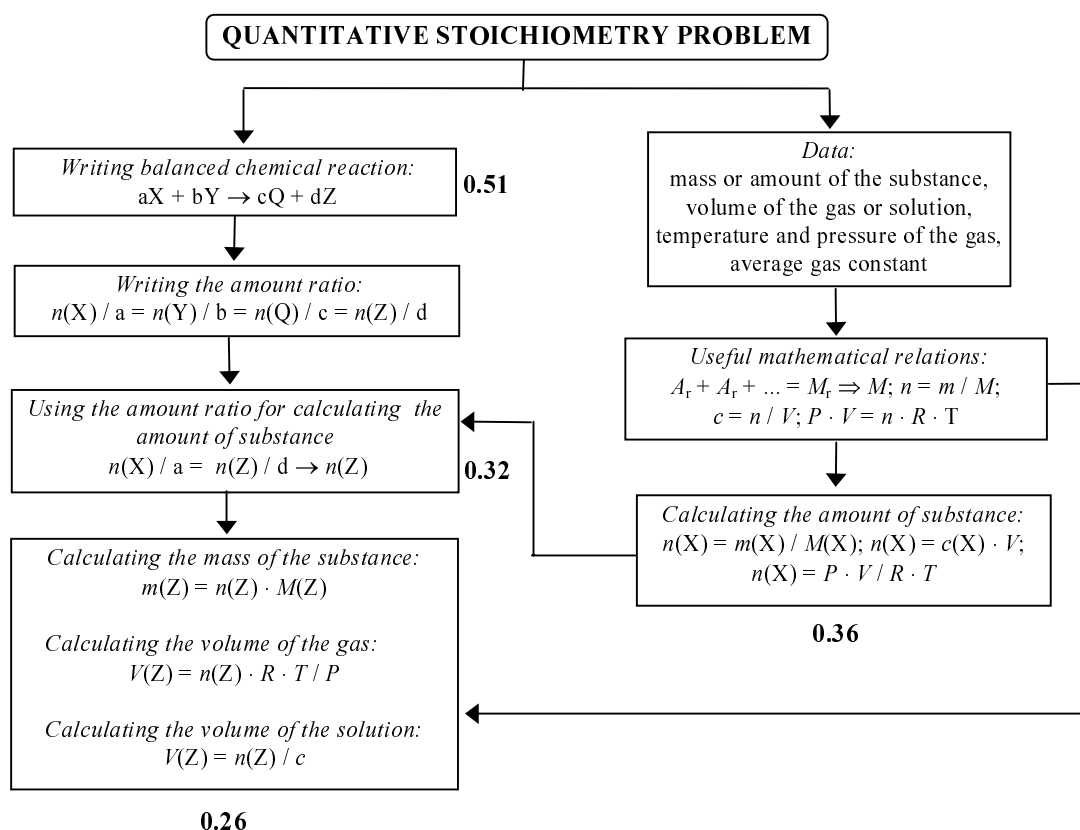 QUANTITATIVE STOICHIOMETRY PROBLEM
Writing balanced chemical reaction:
aX + bY → cQ + dZ
0.51
Writing the amount ratio:
n(X) / a = n(Y) / b = n(Q) / c = n(Z) / d
Using the amount ratio for calculating the
amount of substance
n(X) / a = n(Z) / d → n(Z)
0.32
Calculating the mass of the substance:
m(Z) = n(Z) · M(Z)
Calculating the volume of the gas:
V(Z) = n(Z) · R · T / P
Calculating the volume of the solution:
V(Z) = n(Z) / c
0.26
Data:
mass or amount of the substance,
volume of the gas or solution,
temperature and pressure of the gas,
average gas constant
Useful mathematical relations:
Aᵣ + Aᵣ + ... = Mᵣ ⇒ M; n = m / M;
c = n / V; P · V = n · R · T
Calculating the amount of substance:
n(X) = m(X) / M(X); n(X) = c(X) · V;
n(X) = P · V / R · T
0.36